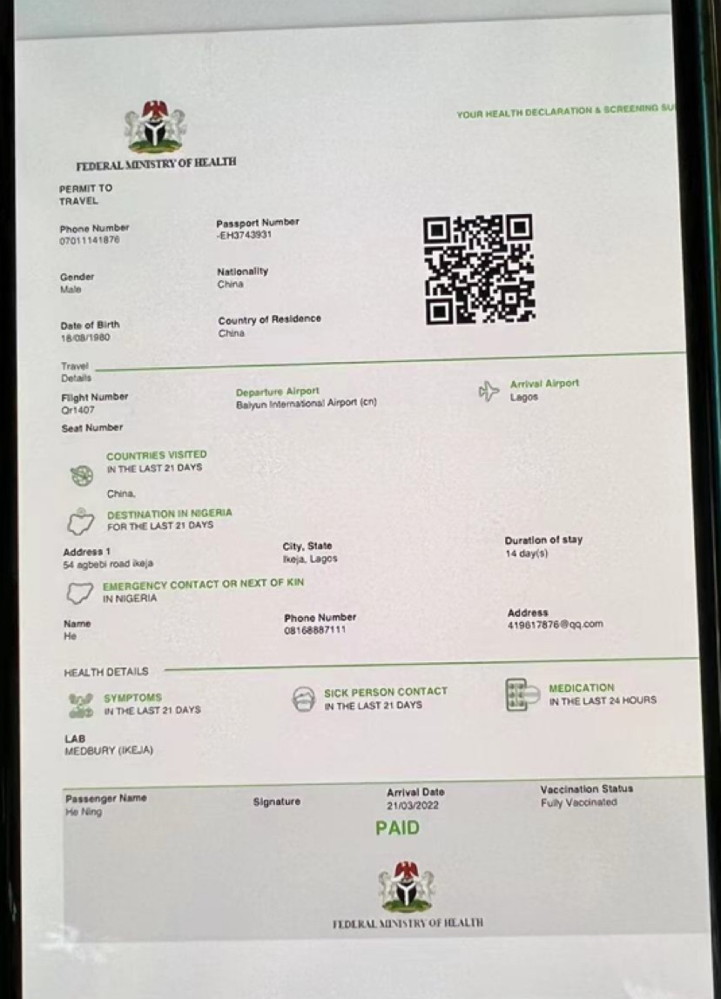 YOUR HEALTH DECLARATION & SCREENING SU
FEDERAL MINISTRY OF HEALTH
PERMIT TO
TRAVEL
Phone Number
07011141876
Passport Number
-EH3743931
Gender
Male
Nationality
China
Date of Birth
18/08/1980
Country of Residence
China
Travel
Details
Flight Number
Qr1407
Departure Airport
Baiyun International Airport (cn)
Arrival Airport
Lagos
Seat Number
COUNTRIES VISITED
IN THE LAST 21 DAYS
China,
DESTINATION IN NIGERIA
FOR THE LAST 21 DAYS
Address 1
54 agbebi road ikeja
City, State
Ikeja, Lagos
Duration of stay
14 day(s)
EMERGENCY CONTACT OR NEXT OF KIN
IN NIGERIA
Name
He
Phone Number
08168887111
Address
419617876@qq.com
HEALTH DETAILS
SYMPTOMS
IN THE LAST 21 DAYS
SICK PERSON CONTACT
IN THE LAST 21 DAYS
MEDICATION
IN THE LAST 24 HOURS
LAB
MEDBURY (IKEJA)
Passenger Name
He Ning
Signature
Arrival Date
21/03/2022
Vaccination Status
Fully Vaccinated
PAID
FEDERAL MINISTRY OF HEALTH